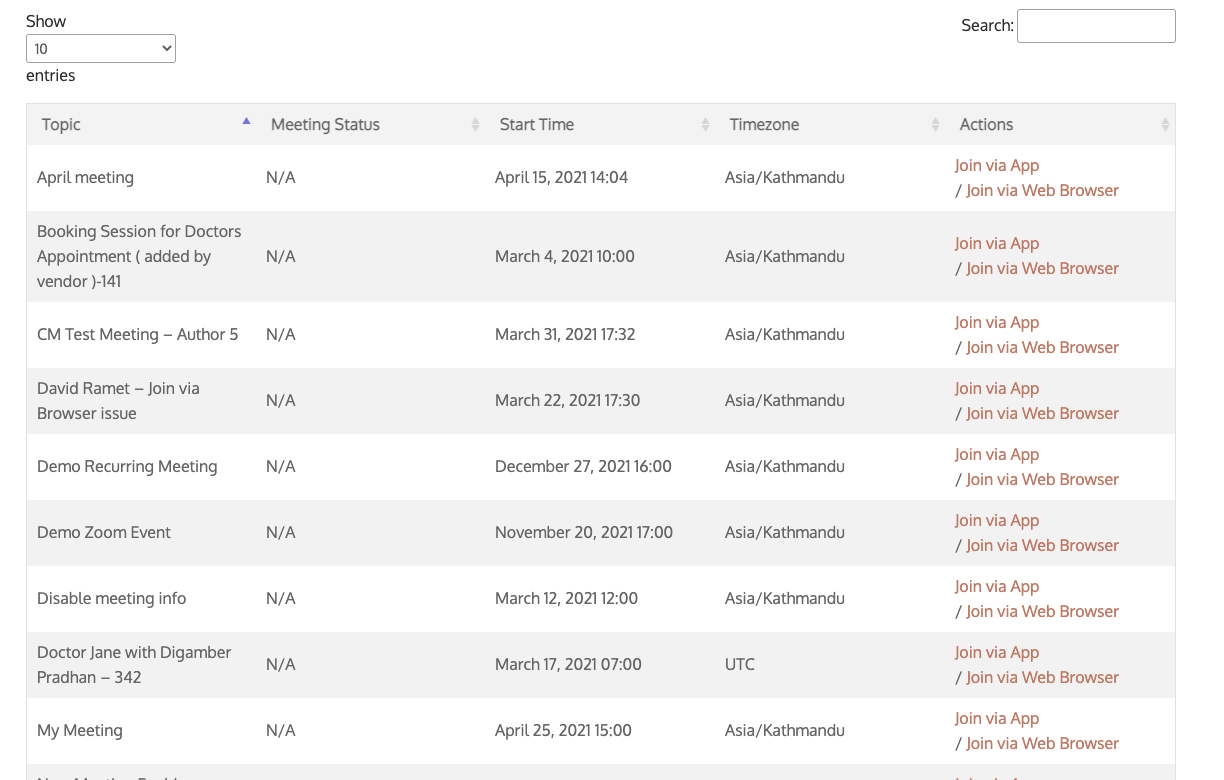 Show
10
entries
Search:
Topic Meeting Status Start Time Timezone Actions
April meeting N/A April 15, 2021 14:04 Asia/Kathmandu Join via App
/ Join via Web Browser
Booking Session for Doctors
Appointment ( added by
vendor )-141 N/A March 4, 2021 10:00 Asia/Kathmandu Join via App
/ Join via Web Browser
CM Test Meeting – Author 5 N/A March 31, 2021 17:32 Asia/Kathmandu Join via App
/ Join via Web Browser
David Ramet – Join via
Browser issue N/A March 22, 2021 17:30 Asia/Kathmandu Join via App
/ Join via Web Browser
Demo Recurring Meeting N/A December 27, 2021 16:00 Asia/Kathmandu Join via App
/ Join via Web Browser
Demo Zoom Event N/A November 20, 2021 17:00 Asia/Kathmandu Join via App
/ Join via Web Browser
Disable meeting info N/A March 12, 2021 12:00 Asia/Kathmandu Join via App
/ Join via Web Browser
Doctor Jane with Digamber
Pradhan – 342 N/A March 17, 2021 07:00 UTC Join via App
/ Join via Web Browser
My Meeting N/A April 25, 2021 15:00 Asia/Kathmandu Join via App
/ Join via Web Browser